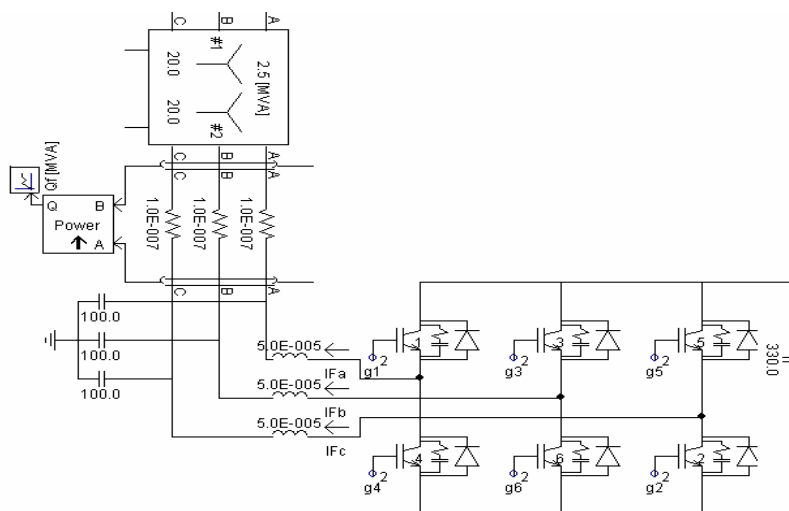 C B A
#1
20.0
2.5 [MVA]
20.0
#2
C B A
C B A
Qf [MVA]
Q B
Power
A
1.0E-007
1.0E-007
1.0E-007
C B A
100.0
100.0
100.0
5.0E-005
IFa
5.0E-005
IFb
5.0E-005
IFc
1
2
g1
3
2
g3
5
2
g5
330.0
4
2
g4
6
2
g6
2
2
g2